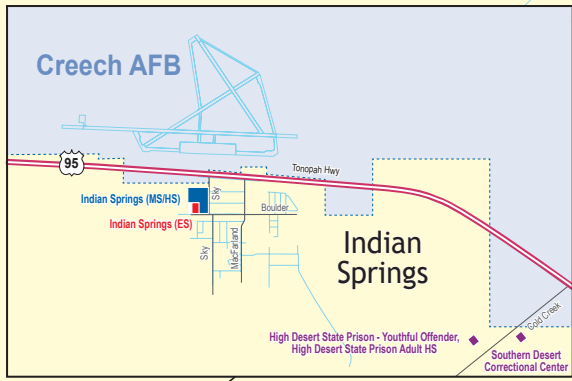 Creech AFB
95
Tonopah Hwy
Indian Springs (MS/HS)
Sky
Boulder
Indian Springs (ES)
Sky
MacFarland
Indian
Springs
Cold Creek
High Desert State Prison - Youthful Offender,
High Desert State Prison Adult HS
Southern Desert
Correctional Center